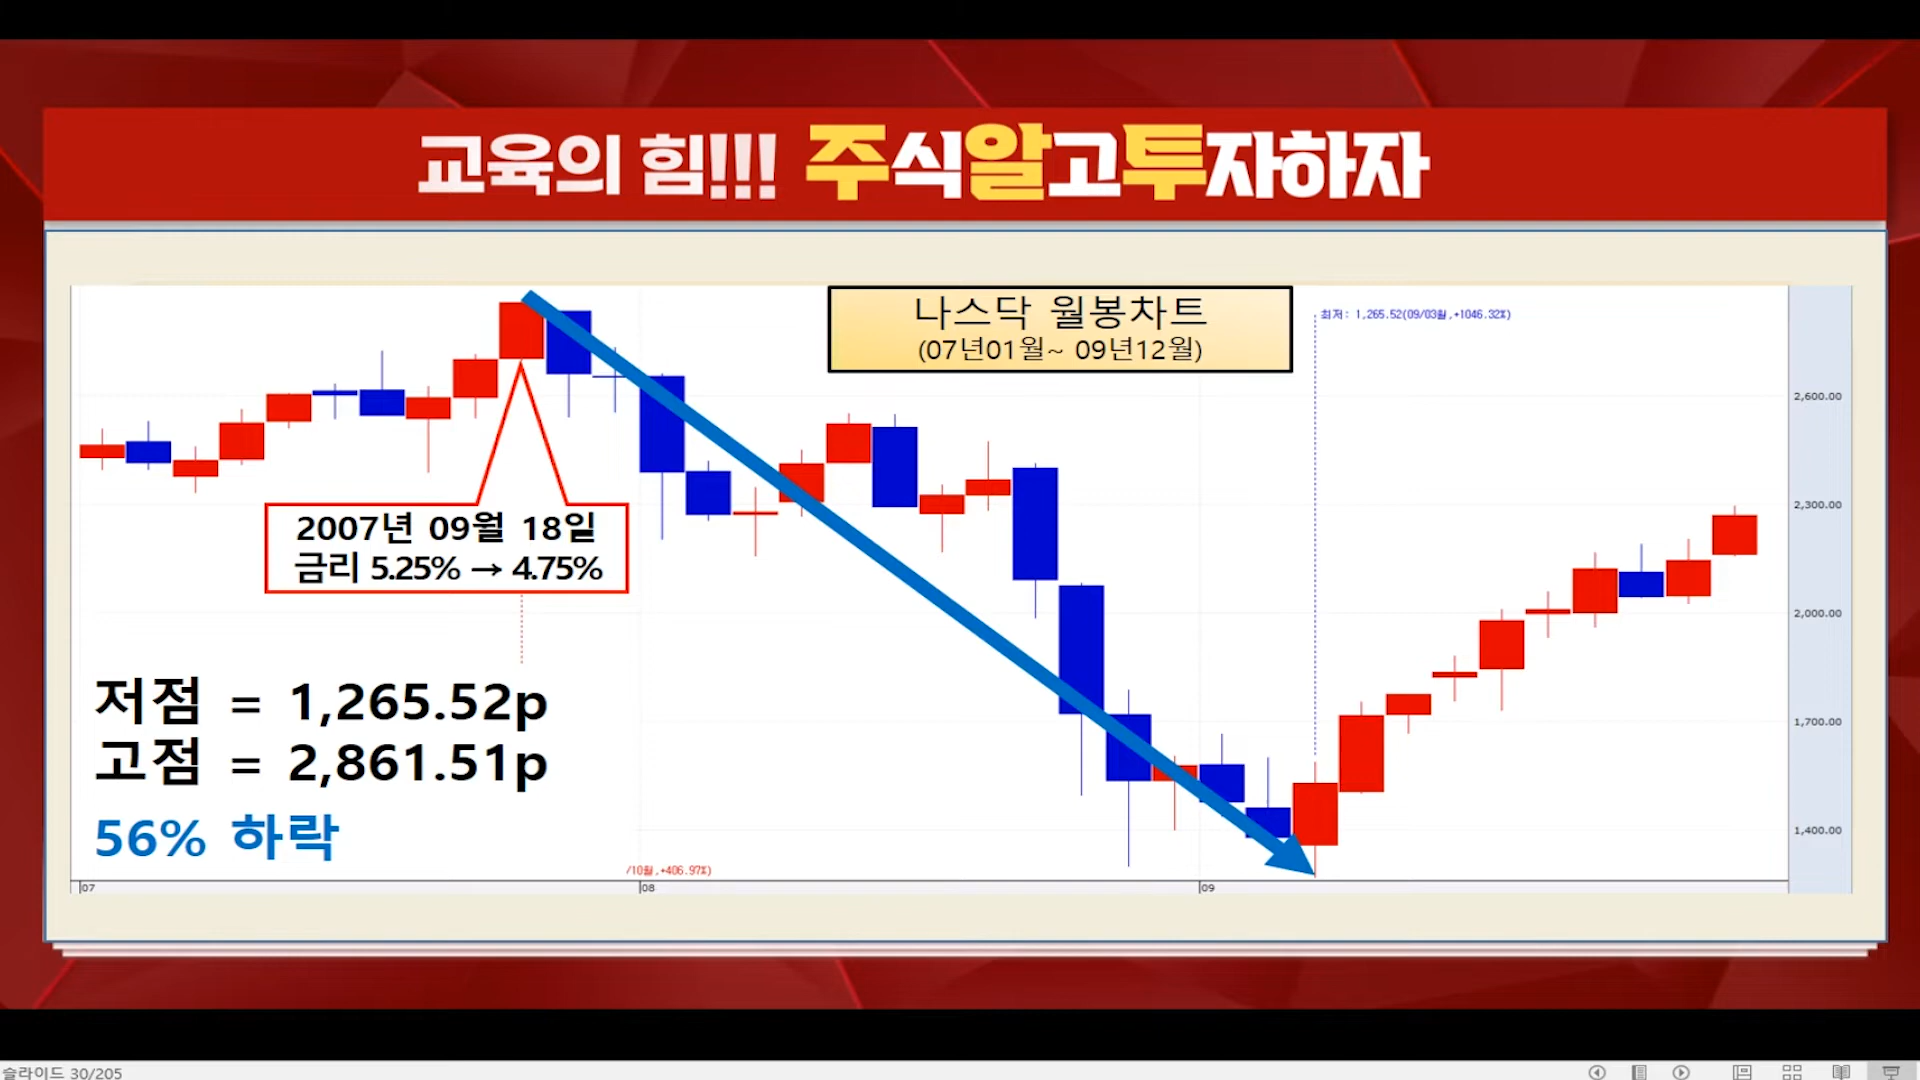 교육의 힘!!! 주식알고투자하자
나스닥 월봉차트
(07년01월~ 09년12월)
최저: 1,265.52(09/03월,+1046.32%)
2,600.00
2,300.00
2,000.00
1,700.00
1,400.00
2007년 09월 18일
금리 5.25% → 4.75%
저점 = 1,265.52p
고점 = 2,861.51p
56% 하락
/10월,+406.97%)
07
08
09
슬라이드 30/205